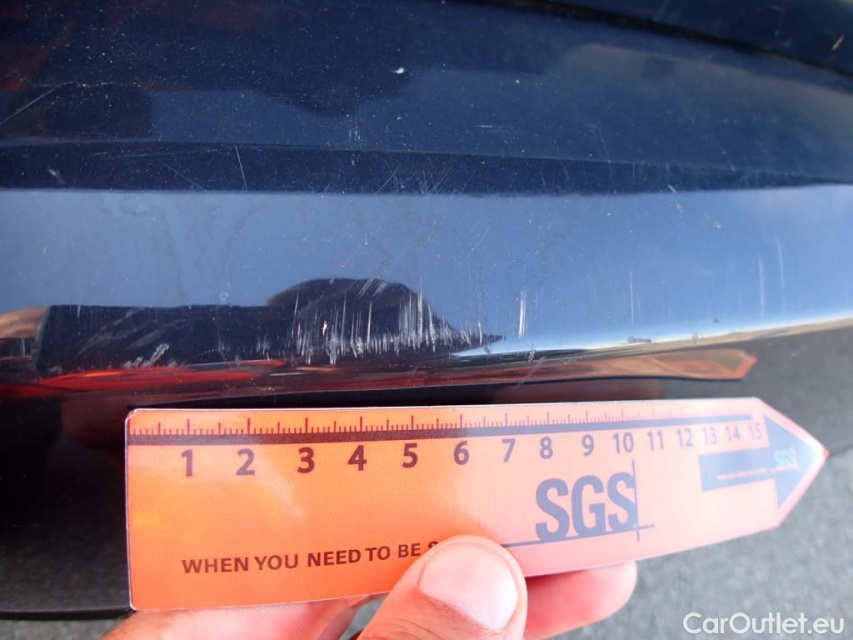 1 2 3 4 5 6 7 8 9 10 11 12 13 14 15
SGS
WHEN YOU NEED TO BE
CarOutlet.eu